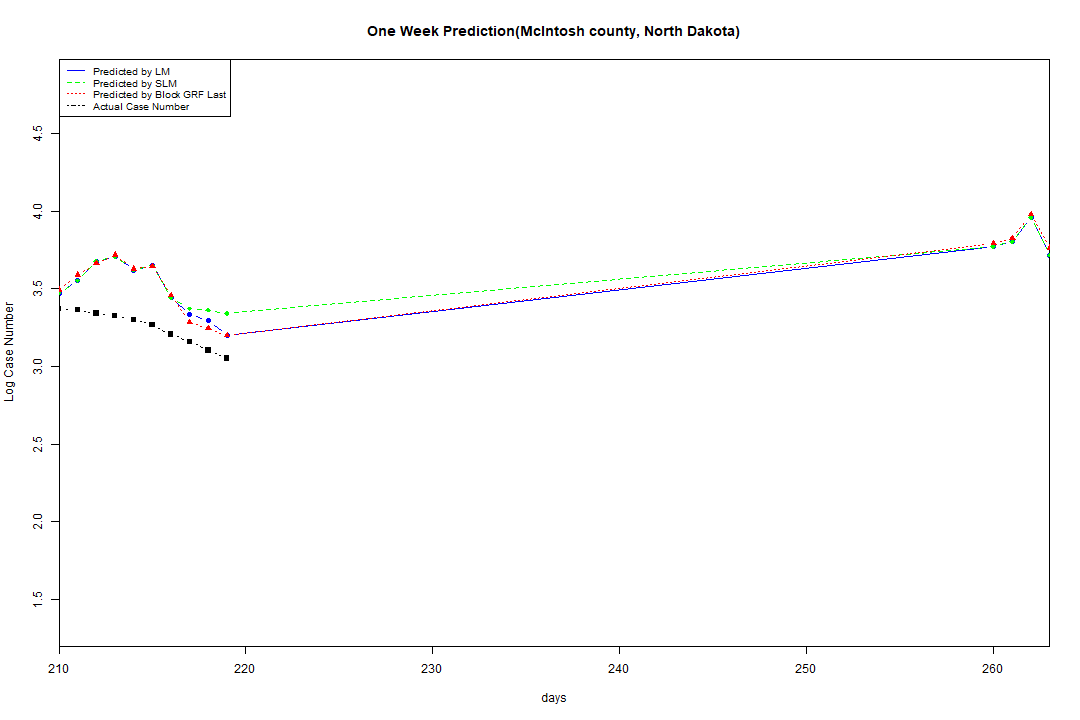 One Week Prediction(McIntosh county, North Dakota)
Predicted by LM
Predicted by SLM
Predicted by Block GRF Last
Actual Case Number
4.5
4.0
3.5
3.0
2.5
2.0
1.5
Log Case Number
210 220 230 240 250 260
days